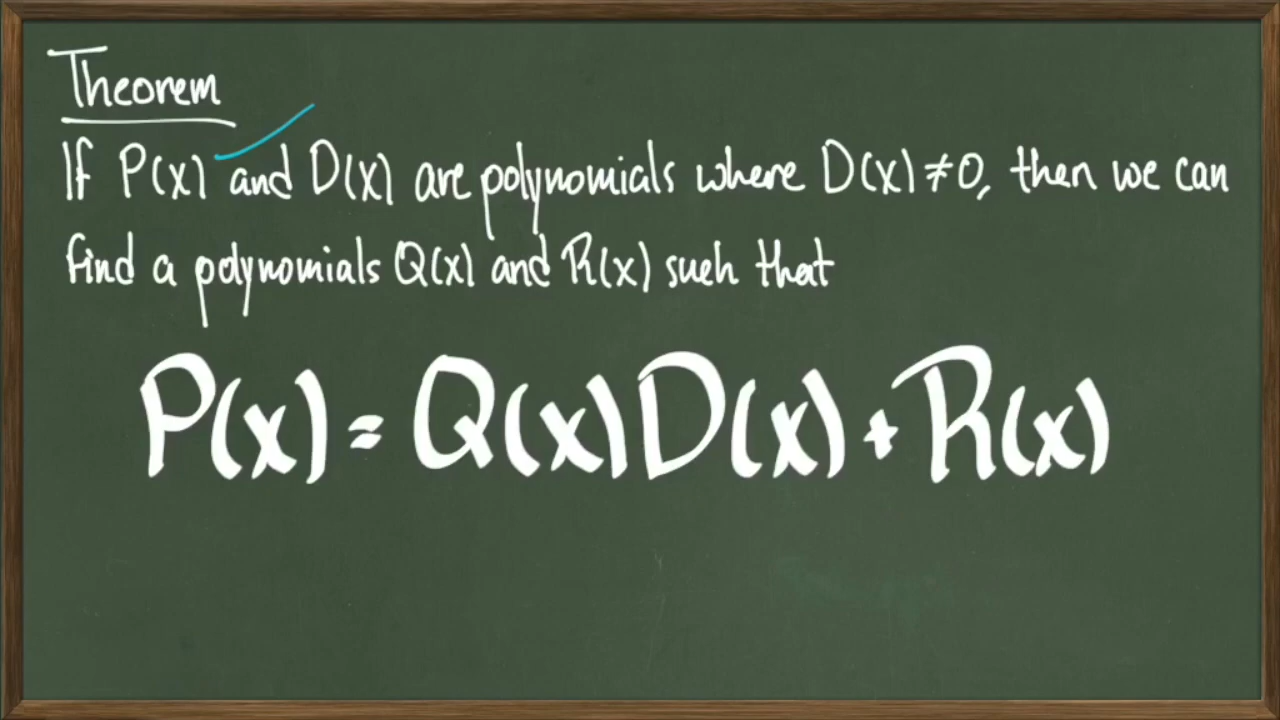 Theorem
If P(x) and D(x) are polynomials where D(x) ≠ 0, then we can
find a polynomials Q(x) and R(x) such that
P(x) = Q(x)D(x) + R(x)